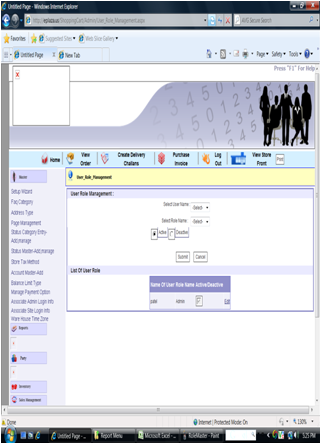 Untitled Page - Windows Internet Explorer
http://eplaza.ua/ShoppingCart/Admin/User_Role_Management.aspx
AVG Secure Search
Favorites Suggested Sites Web Slice Gallery
Untitled Page New Tab
Page Safety Tools
Press "F1" For Help
Home View Order Create Delivery Challans Purchase Invoice Log Out View Store Front Print
Master
User_Role_Management
Setup Wizard
Faq Category
Address Type
Page Management
Status Category Entry-Add,manage
Status Master-Add,manage
Store Tax Method
Account Master-Add
Balance Limit Type
Manage Payment Option
Associate Admin Login Info
Associate Site Login Info
Ware House Time Zone
Reports
Party
Inventory
Sales Management
User Role Management :
Select User Name: -Select-
Select Role Name: -Select-
Active Deactive
Submit Cancel
List Of User Role
Name Of User Role Name Active/Deactive
patel Admin Edit
Done
Internet | Protected Mode: On
130%
Untitled Page - ...
Report Menu
Microsoft Excel - ...
RoleMaster - Paint
3:25 PM